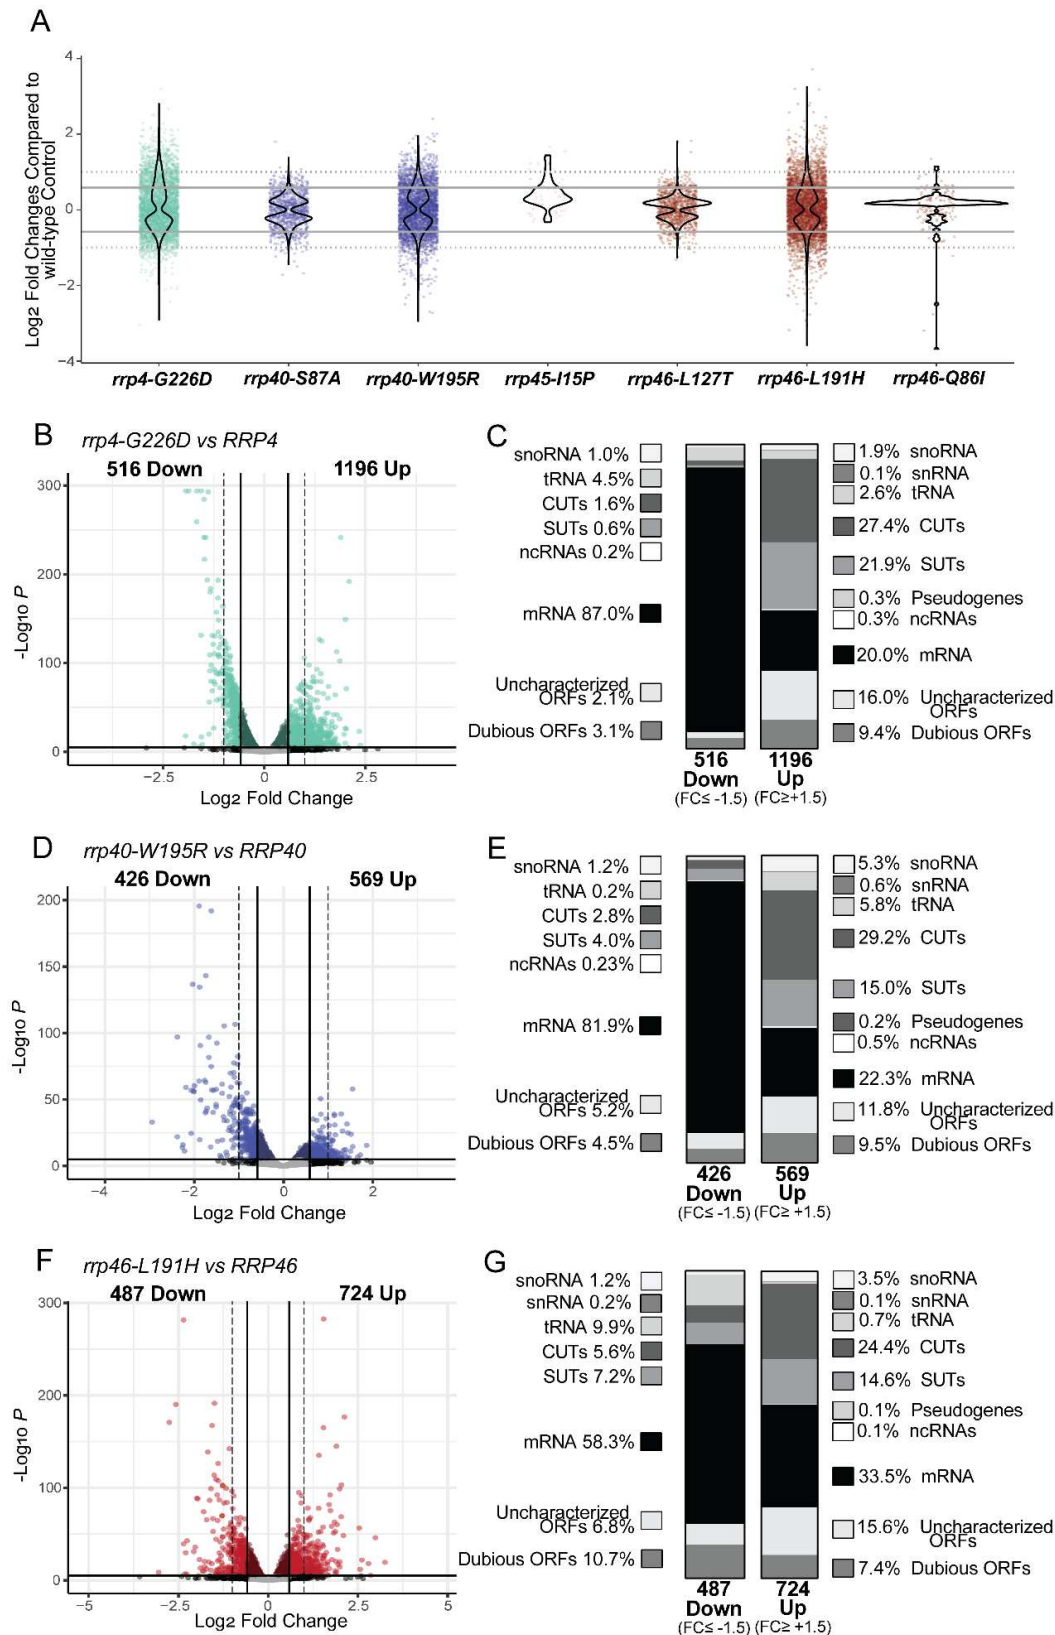 A
Log2 Fold Changes Compared to
wild-type Control
4
2
0
−2
−4
rrp4-G226D
rrp40-S87A
rrp40-W195R
rrp45-I15P
rrp46-L127T
rrp46-L191H
rrp46-Q86I
B
rrp4-G226D vs RRP4
516 Down
1196 Up
-Log10 P
300
200
100
0
−2.5
0
2.5
Log2 Fold Change
C
snoRNA 1.0%
tRNA 4.5%
CUTs 1.6%
SUTs 0.6%
ncRNAs 0.2%
mRNA 87.0%
Uncharacterized
ORFs 2.1%
Dubious ORFs 3.1%
516
Down
(FC≤ -1.5)
1196
Up
(FC≥+1.5)
1.9% snoRNA
0.1% snRNA
2.6% tRNA
27.4% CUTs
21.9% SUTs
0.3% Pseudogenes
0.3% ncRNAs
20.0% mRNA
16.0% Uncharacterized
ORFs
9.4% Dubious ORFs
D
rrp40-W195R vs RRP40
426 Down
569 Up
-Log10 P
200
150
100
50
0
−4
−2
0
2
Log2 Fold Change
E
snoRNA 1.2%
tRNA 0.2%
CUTs 2.8%
SUTs 4.0%
ncRNAs 0.23%
mRNA 81.9%
Uncharacterized
ORFs 5.2%
Dubious ORFs 4.5%
426
Down
(FC≤ -1.5)
569
Up
(FC≥ +1.5)
5.3% snoRNA
0.6% snRNA
5.8% tRNA
29.2% CUTs
15.0% SUTs
0.2% Pseudogenes
0.5% ncRNAs
22.3% mRNA
11.8% Uncharacterized
ORFs
9.5% Dubious ORFs
F
rrp46-L191H vs RRP46
487 Down
724 Up
-Log10 P
300
200
100
0
−5
−2.5
0
2.5
5
Log2 Fold Change
G
snoRNA 1.2%
snRNA 0.2%
tRNA 9.9%
CUTs 5.6%
SUTs 7.2%
mRNA 58.3%
Uncharacterized
ORFs 6.8%
Dubious ORFs 10.7%
487
Down
(FC≤ -1.5)
724
Up
(FC≥ +1.5)
3.5% snoRNA
0.1% snRNA
0.7% tRNA
24.4% CUTs
14.6% SUTs
0.1% Pseudogenes
0.1% ncRNAs
33.5% mRNA
15.6% Uncharacterized
ORFs
7.4% Dubious ORFs